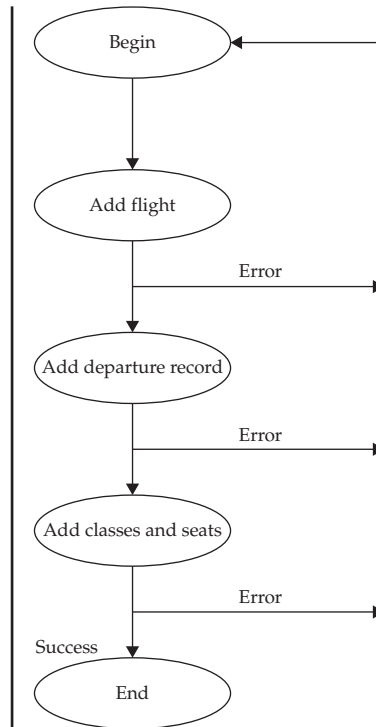 Begin
Add flight
Error
Add departure record
Error
Add classes and seats
Error
Success
End